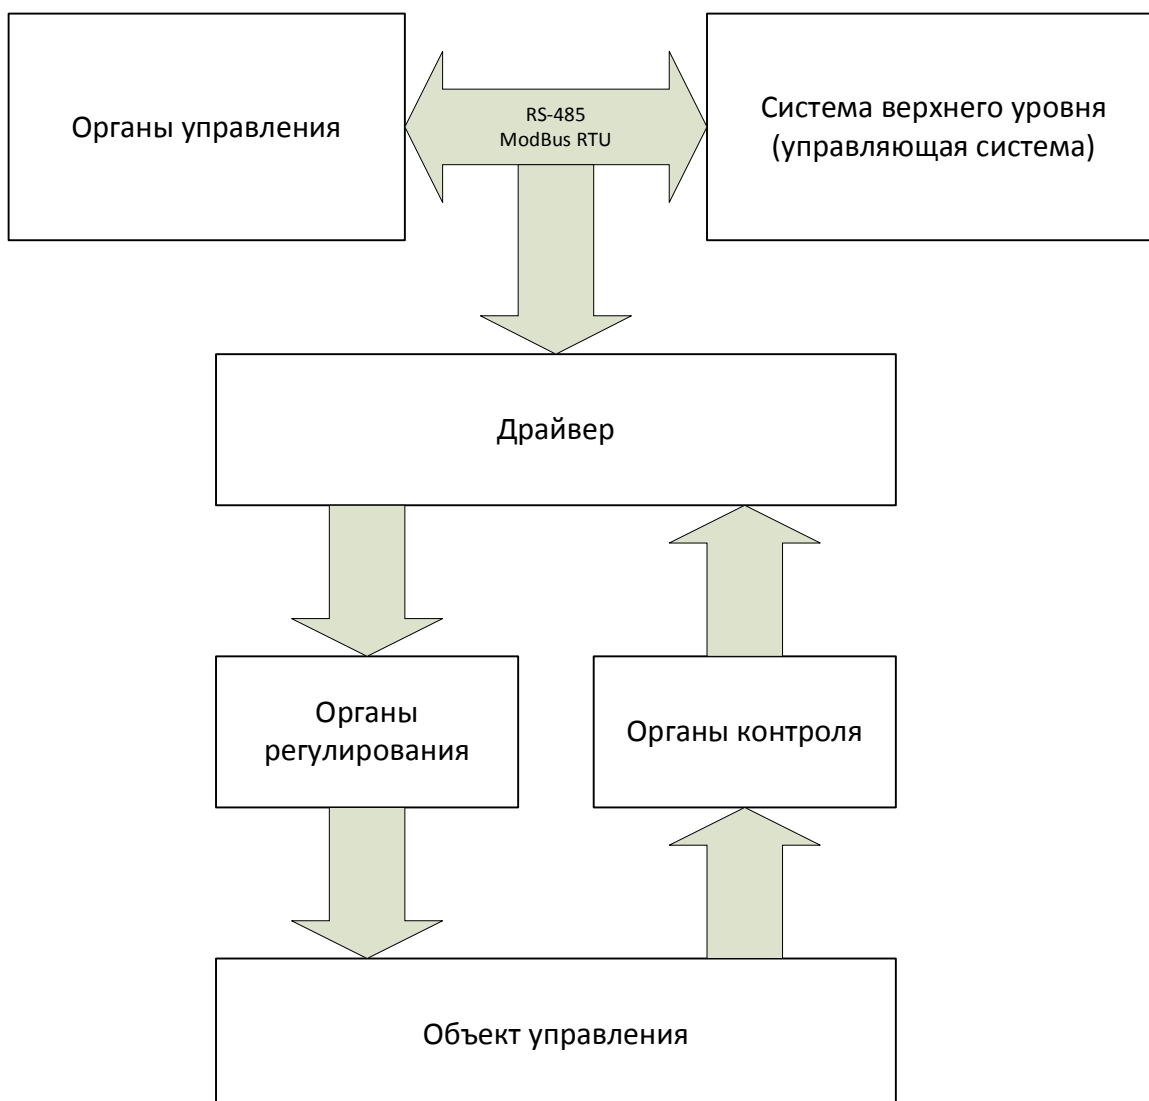 Органы управления
RS-485
ModBus RTU
Система верхнего уровня
(управляющая система)
Драйвер
Органы
регулирования
Органы контроля
Объект управления